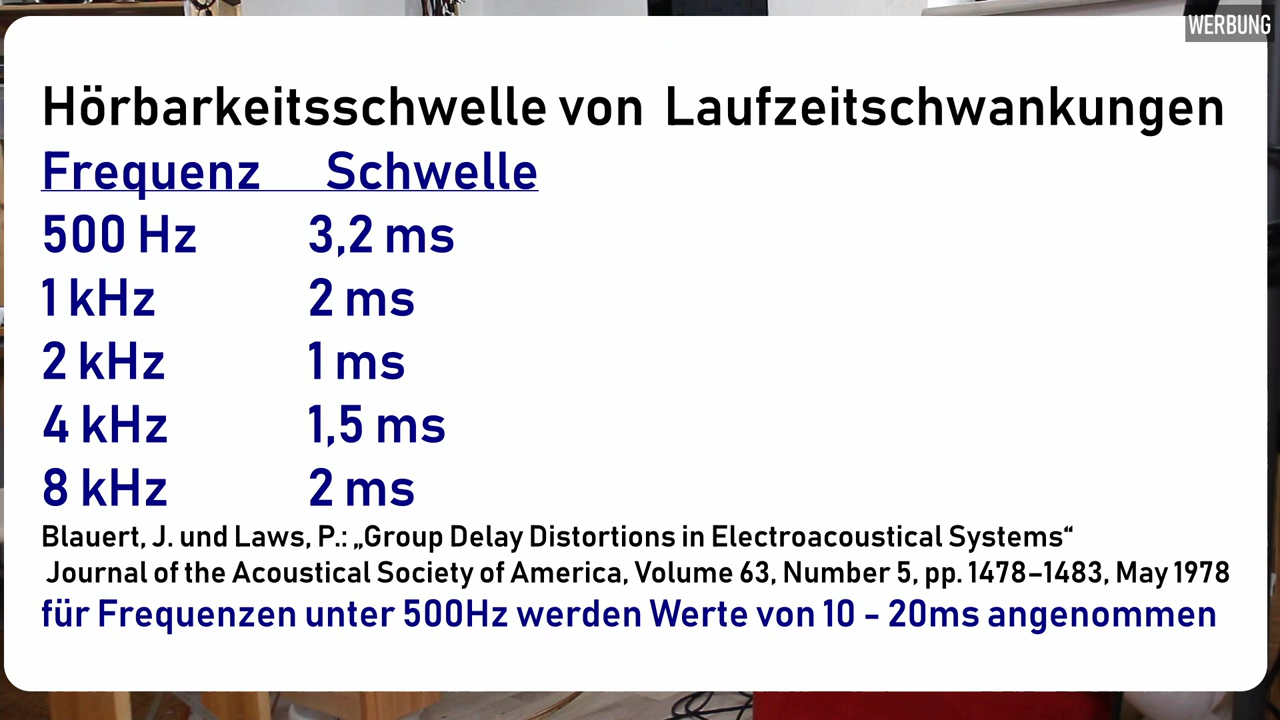 WERBUNG
Hörbarkeitsschwelle von Laufzeitschwankungen
Frequenz Schwelle
500 Hz 3,2 ms
1 kHz 2 ms
2 kHz 1 ms
4 kHz 1,5 ms
8 kHz 2 ms
Blauert, J. und Laws, P.: „Group Delay Distortions in Electroacoustical Systems“
Journal of the Acoustical Society of America, Volume 63, Number 5, pp. 1478–1483, May 1978
für Frequenzen unter 500Hz werden Werte von 10 - 20ms angenommen